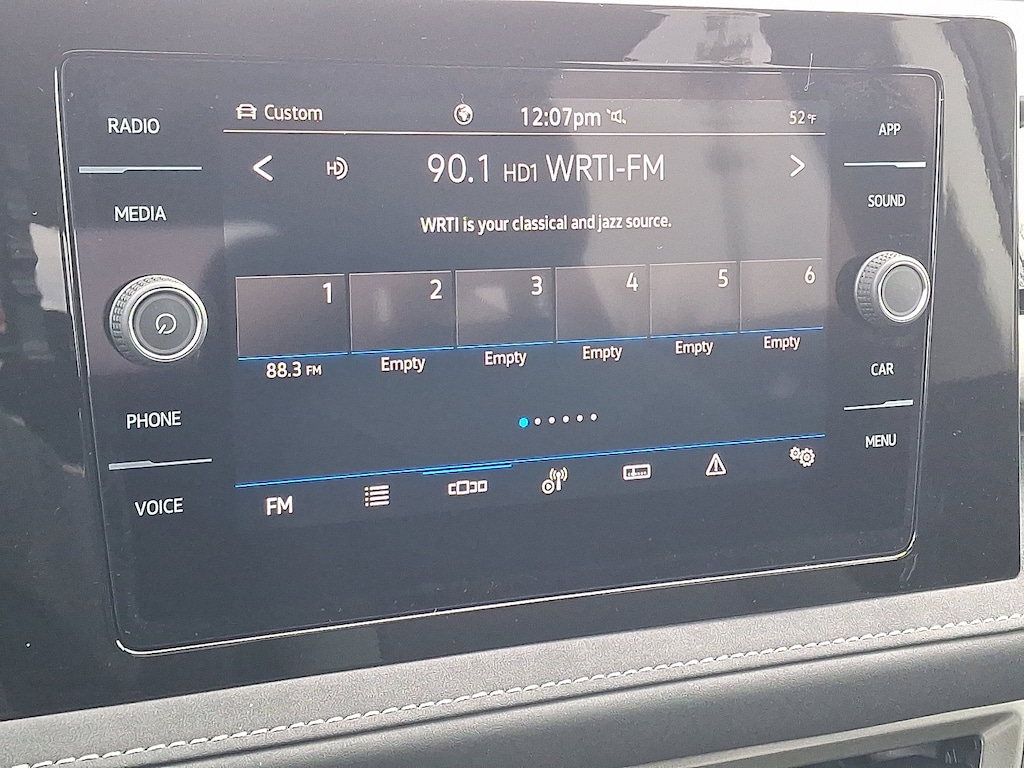 RADIO
MEDIA
PHONE
VOICE
Custom
12:07pm
52°F
HD
90.1 HD1 WRTI-FM
WRTI is your classical and jazz source.
1 2 3 4 5 6
88.3 FM Empty Empty Empty Empty Empty
FM
APP
SOUND
CAR
MENU